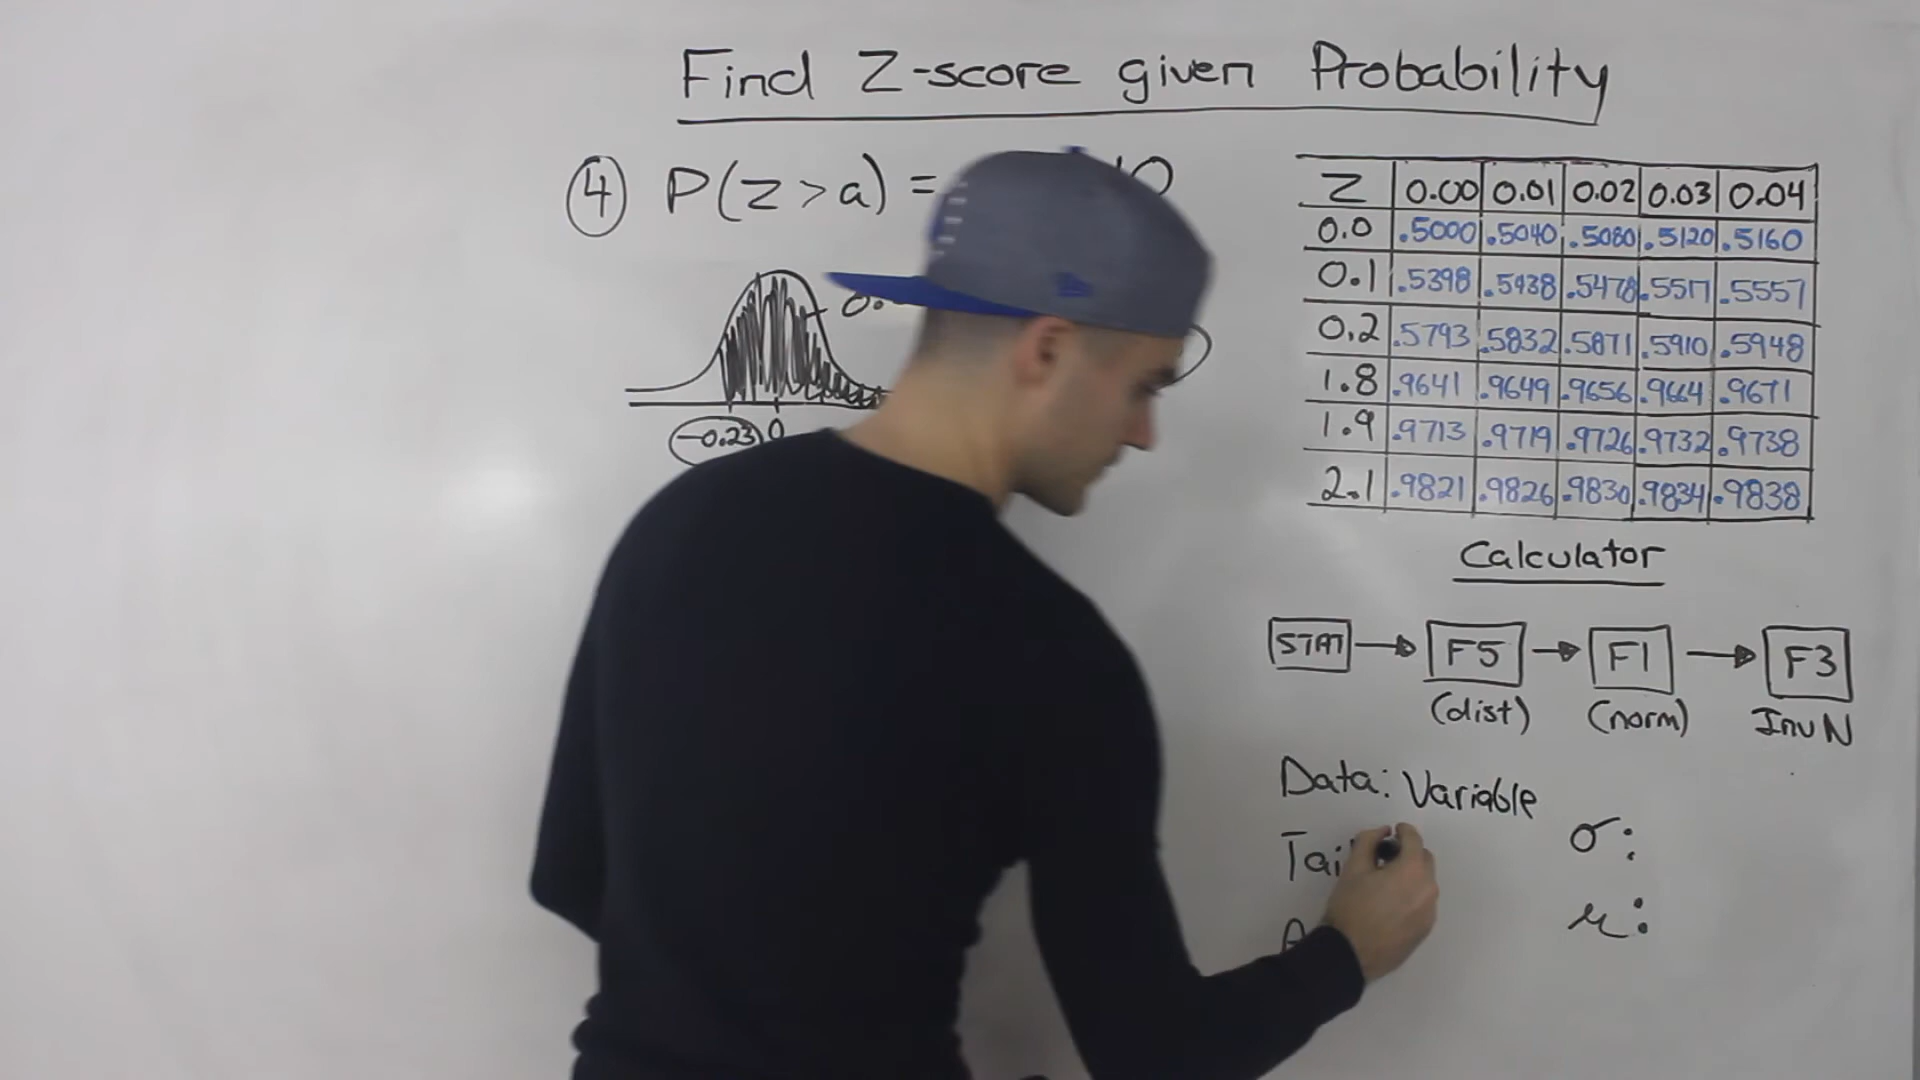 Find Z-score given Probability
④ P(Z>a) = 10
0.
-0.23 0
Z 0.00 0.01 0.02 0.03 0.04
0.0 .5000 .5040 .5080 .5120 .5160
0.1 .5398 .5438 .5478 .5517 .5557
0.2 .5793 .5832 .5871 .5910 .5948
1.8 .9641 .9649 .9656 .9664 .9671
1.9 .9713 .9719 .9726 .9732 .9738
2.1 .9821 .9826 .9830 .9834 .9838
Calculator
STAT F5 F1 F3
(dist) (norm) InvN
Data: Variable
Tai σ:
A μ: